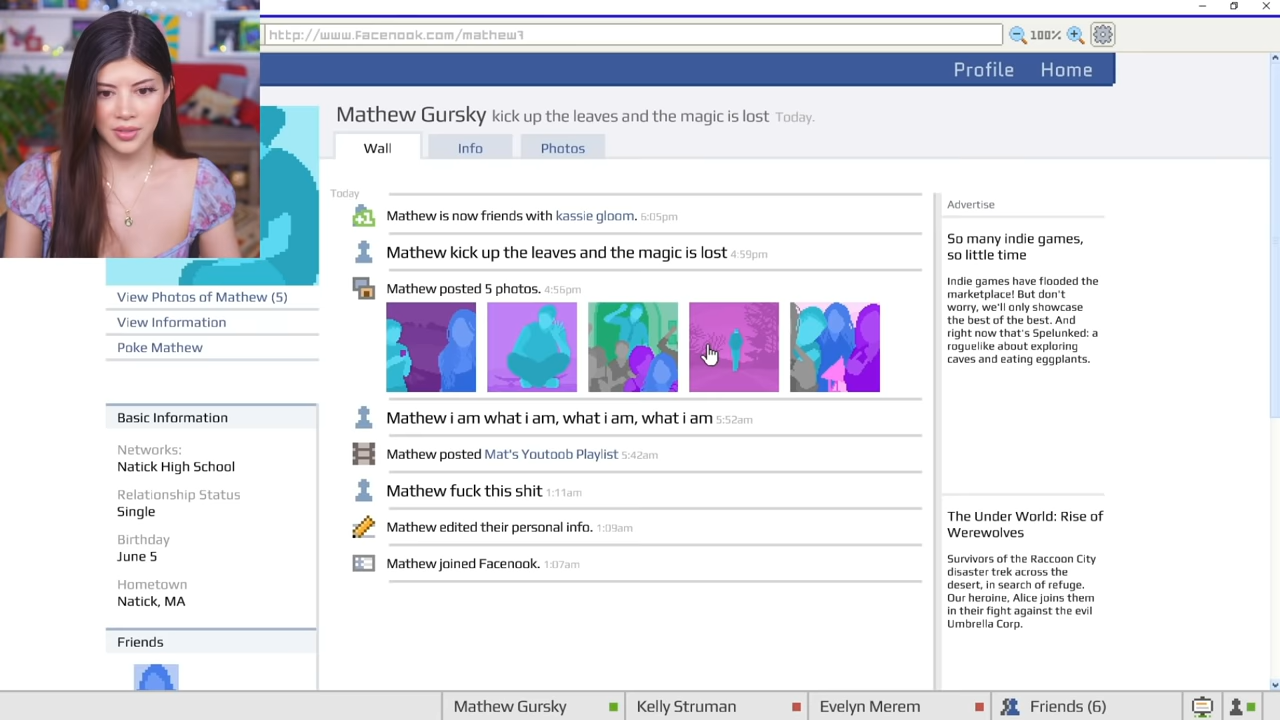 http://www.facenook.com/mathew7
100%
Profile
Home
Mathew Gursky kick up the leaves and the magic is lost Today.
Wall
Info
Photos
Today
Mathew is now friends with kassie gloom. 6:05pm
Mathew kick up the leaves and the magic is lost 4:59pm
Mathew posted 5 photos. 4:56pm
Mathew i am what i am, what i am, what i am 5:52am
Mathew posted Mat's Youtoob Playlist 5:42am
Mathew fuck this shit 1:11am
Mathew edited their personal info. 1:09am
Mathew joined Facenook. 1:07am
View Photos of Mathew (5)
View Information
Poke Mathew
Basic Information
Networks:
Natick High School
Relationship Status
Single
Birthday
June 5
Hometown
Natick, MA
Friends
Advertise
So many indie games,
so little time
Indie games have flooded the
marketplace! But don't
worry, we'll only showcase
the best of the best. And
right now that's Spelunked: a
roguelike about exploring
caves and eating eggplants.
The Under World: Rise of
Werewolves
Survivors of the Raccoon City
disaster trek across the
desert, in search of refuge.
Our heroine, Alice joins them
in their fight against the evil
Umbrella Corp.
Mathew Gursky
Kelly Struman
Evelyn Merem
Friends (6)